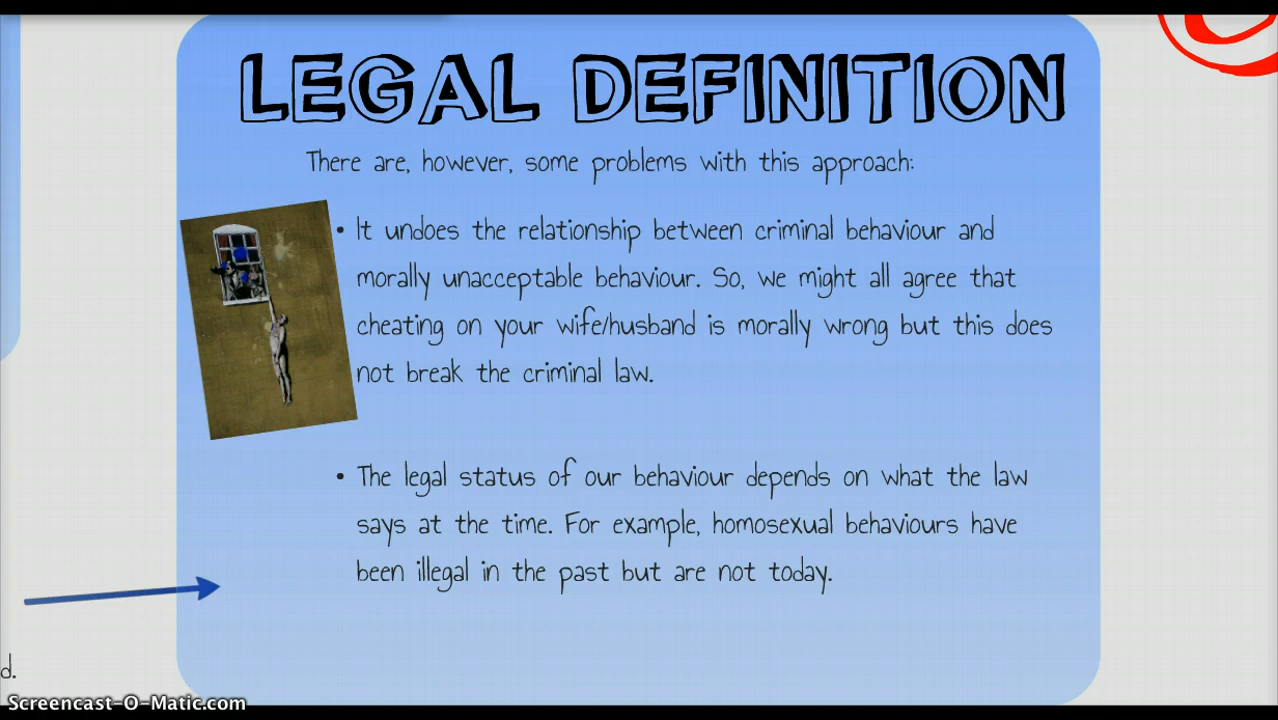 LEGAL DEFINITION
There are, however, some problems with this approach:
• It undoes the relationship between criminal behaviour and
morally unacceptable behaviour. So, we might all agree that
cheating on your wife/husband is morally wrong but this does
not break the criminal law.
• The legal status of our behaviour depends on what the law
says at the time. For example, homosexual behaviours have
been illegal in the past but are not today.
d.
Screencast-O-Matic.com